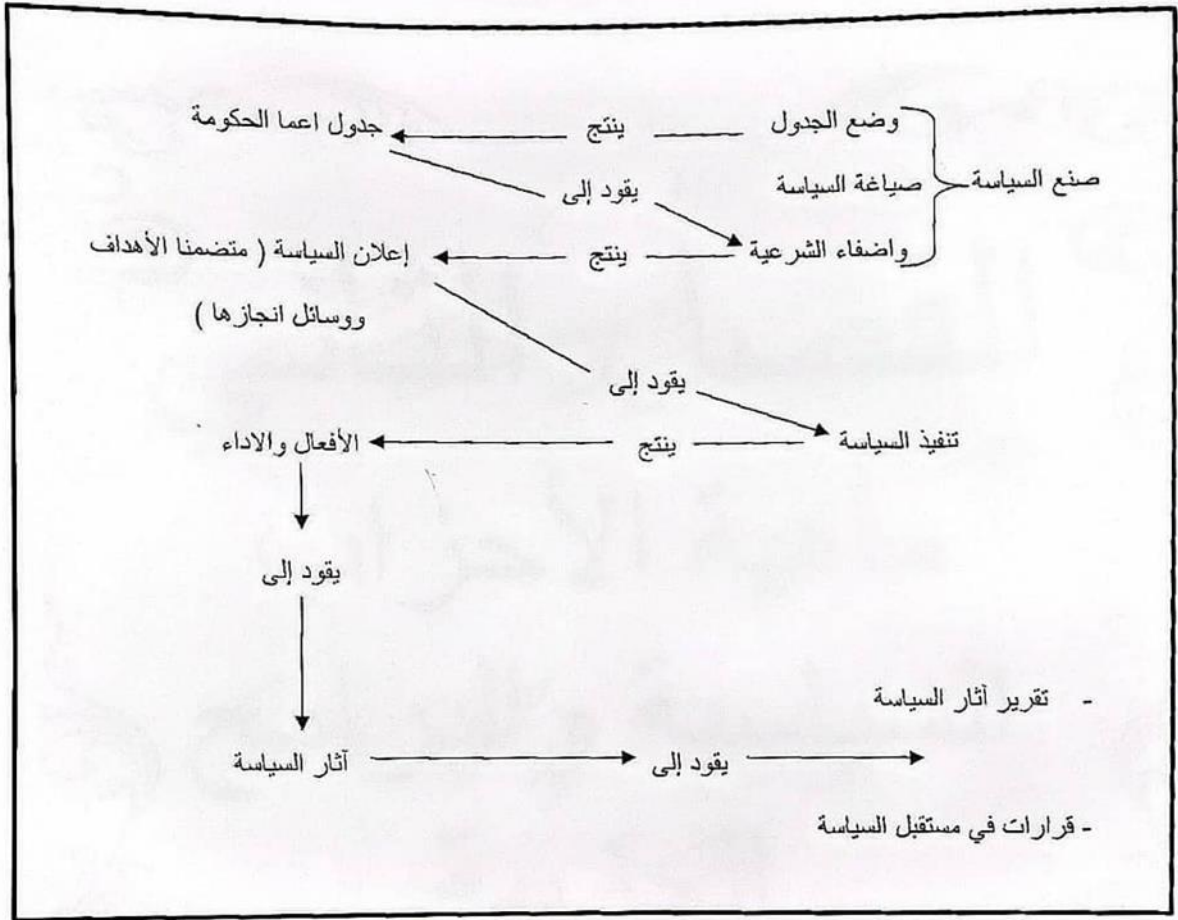 وضع الجدول ينتج جدول اعما الحكومة
صنع السياسة صياغة السياسة
يقود إلى
واضفاء الشرعية ينتج إعلان السياسة ( متضمنا الأهداف
ووسائل انجازها )
يقود إلى
تنفيذ السياسة ينتج الأفعال والاداء
يقود إلى
- تقرير آثار السياسة
آثار السياسة يقود إلى
- قرارات في مستقبل السياسة